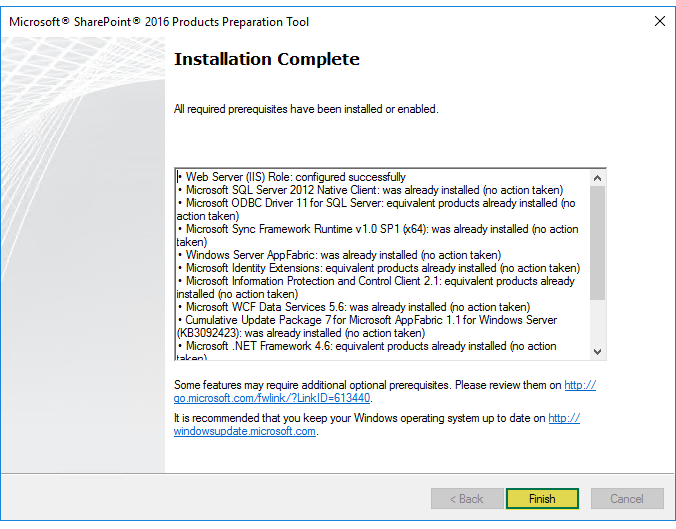 Microsoft® SharePoint® 2016 Products Preparation Tool
Installation Complete
All required prerequisites have been installed or enabled.
• Web Server (IIS) Role: configured successfully
• Microsoft SQL Server 2012 Native Client: was already installed (no action taken)
• Microsoft ODBC Driver 11 for SQL Server: equivalent products already installed (no
action taken)
• Microsoft Sync Framework Runtime v1.0 SP1 (x64): was already installed (no action
taken)
• Windows Server AppFabric: was already installed (no action taken)
• Microsoft Identity Extensions: equivalent products already installed (no action taken)
• Microsoft Information Protection and Control Client 2.1: equivalent products already
installed (no action taken)
• Microsoft WCF Data Services 5.6: was already installed (no action taken)
• Cumulative Update Package 7 for Microsoft AppFabric 1.1 for Windows Server
(KB3092423): was already installed (no action taken)
• Microsoft .NET Framework 4.6: equivalent products already installed (no action
taken)
Some features may require additional optional prerequisites. Please review them on http://
go.microsoft.com/fwlink/?LinkID=613440.
It is recommended that you keep your Windows operating system up to date on http://
windowsupdate.microsoft.com.
< Back
Finish
Cancel